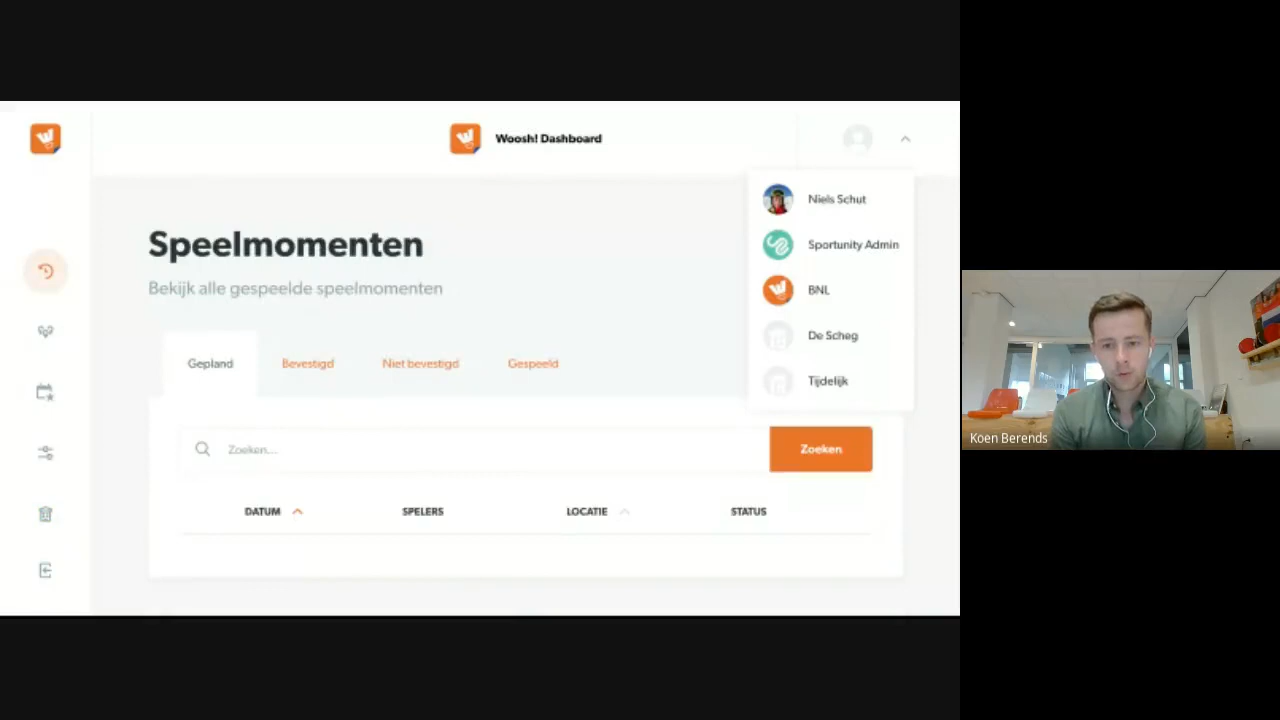 Woosh! Dashboard
Niels Schut
Speelmomenten
Sportunity Admin
Bekijk alle gespeelde speelmomenten
BNL
De Scheg
Gepland
Bevestigd
Niet bevestigd
Gespeeld
Tijdelijk
Zoeken...
Zoeken
Koen Berends
DATUM
SPELERS
LOCATIE
STATUS